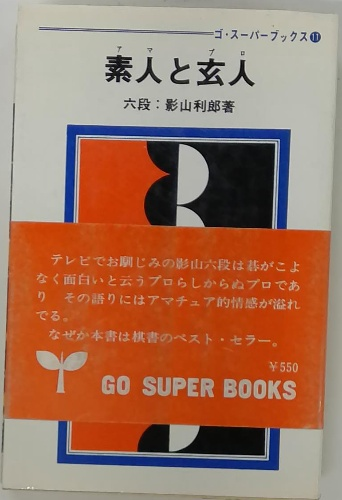 ゴ・スーパーブックス11
アマ プロ
素人と玄人
六段：影山利郎著
テレビでお馴じみの影山六段は碁がこよ
なく面白いと云うプロらしからぬプロであ
り その語りにはアマチュア的情感が溢れ
でる。
なぜか本書は棋書のベスト・セラー。
¥550
GO SUPER BOOKS